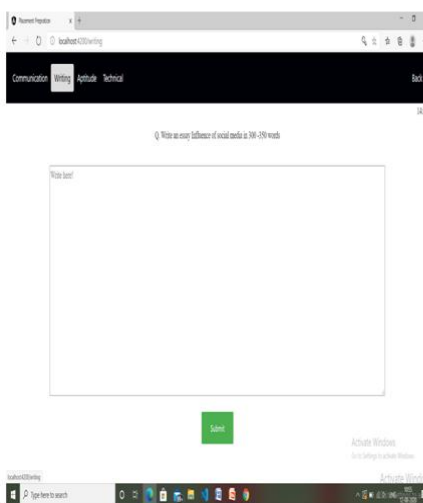 Placement Preparation
localhost:4200/writing
Communication Writing Aptitude Technical Back
Q. Write an essay Influence of social media in 300 -350 words
Write here!
Submit
Activate Windows
Go to Settings to activate Windows.
localhost:4200/writing
Activate Windo
Type here to search